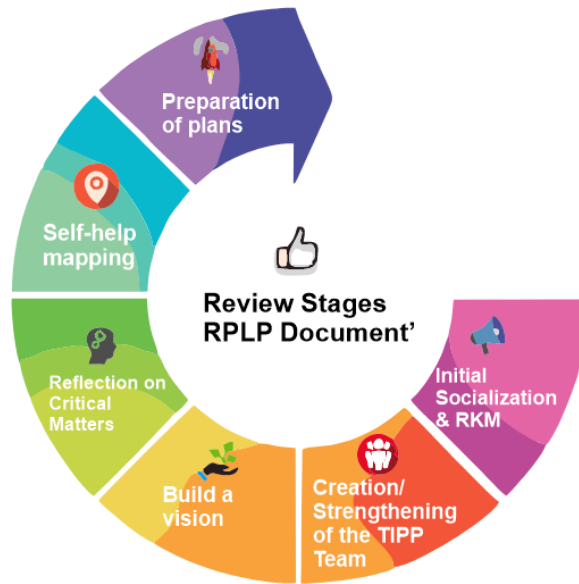 Preparation
of plans
Self-help
mapping
Review Stages
RPLP Document’
Reflection on
Critical
Matters
Initial
Socialization
& RKM
Build a
vision
Creation/
Strengthening
of the TIPP
Team